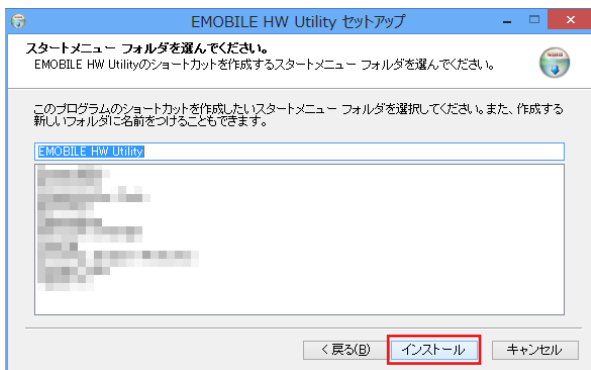 EMOBILE HW Utility セットアップ
スタートメニュー フォルダを選んでください。
EMOBILE HW Utilityのショートカットを作成するスタートメニュー フォルダを選んでください。
このプログラムのショートカットを作成したいスタートメニュー フォルダを選択してください。また、作成する
新しいフォルダに名前をつけることもできます。
EMOBILE HW Utility
< 戻る(B)
インストール
キャンセル